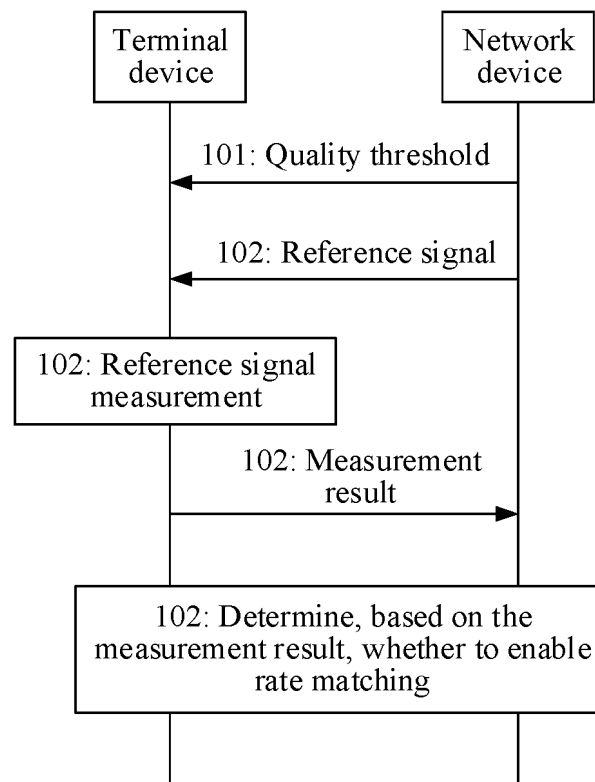 Terminal
device
Network
device
101: Quality threshold
102: Reference signal
102: Reference signal
measurement
102: Measurement
result
102: Determine, based on the
measurement result, whether to enable
rate matching